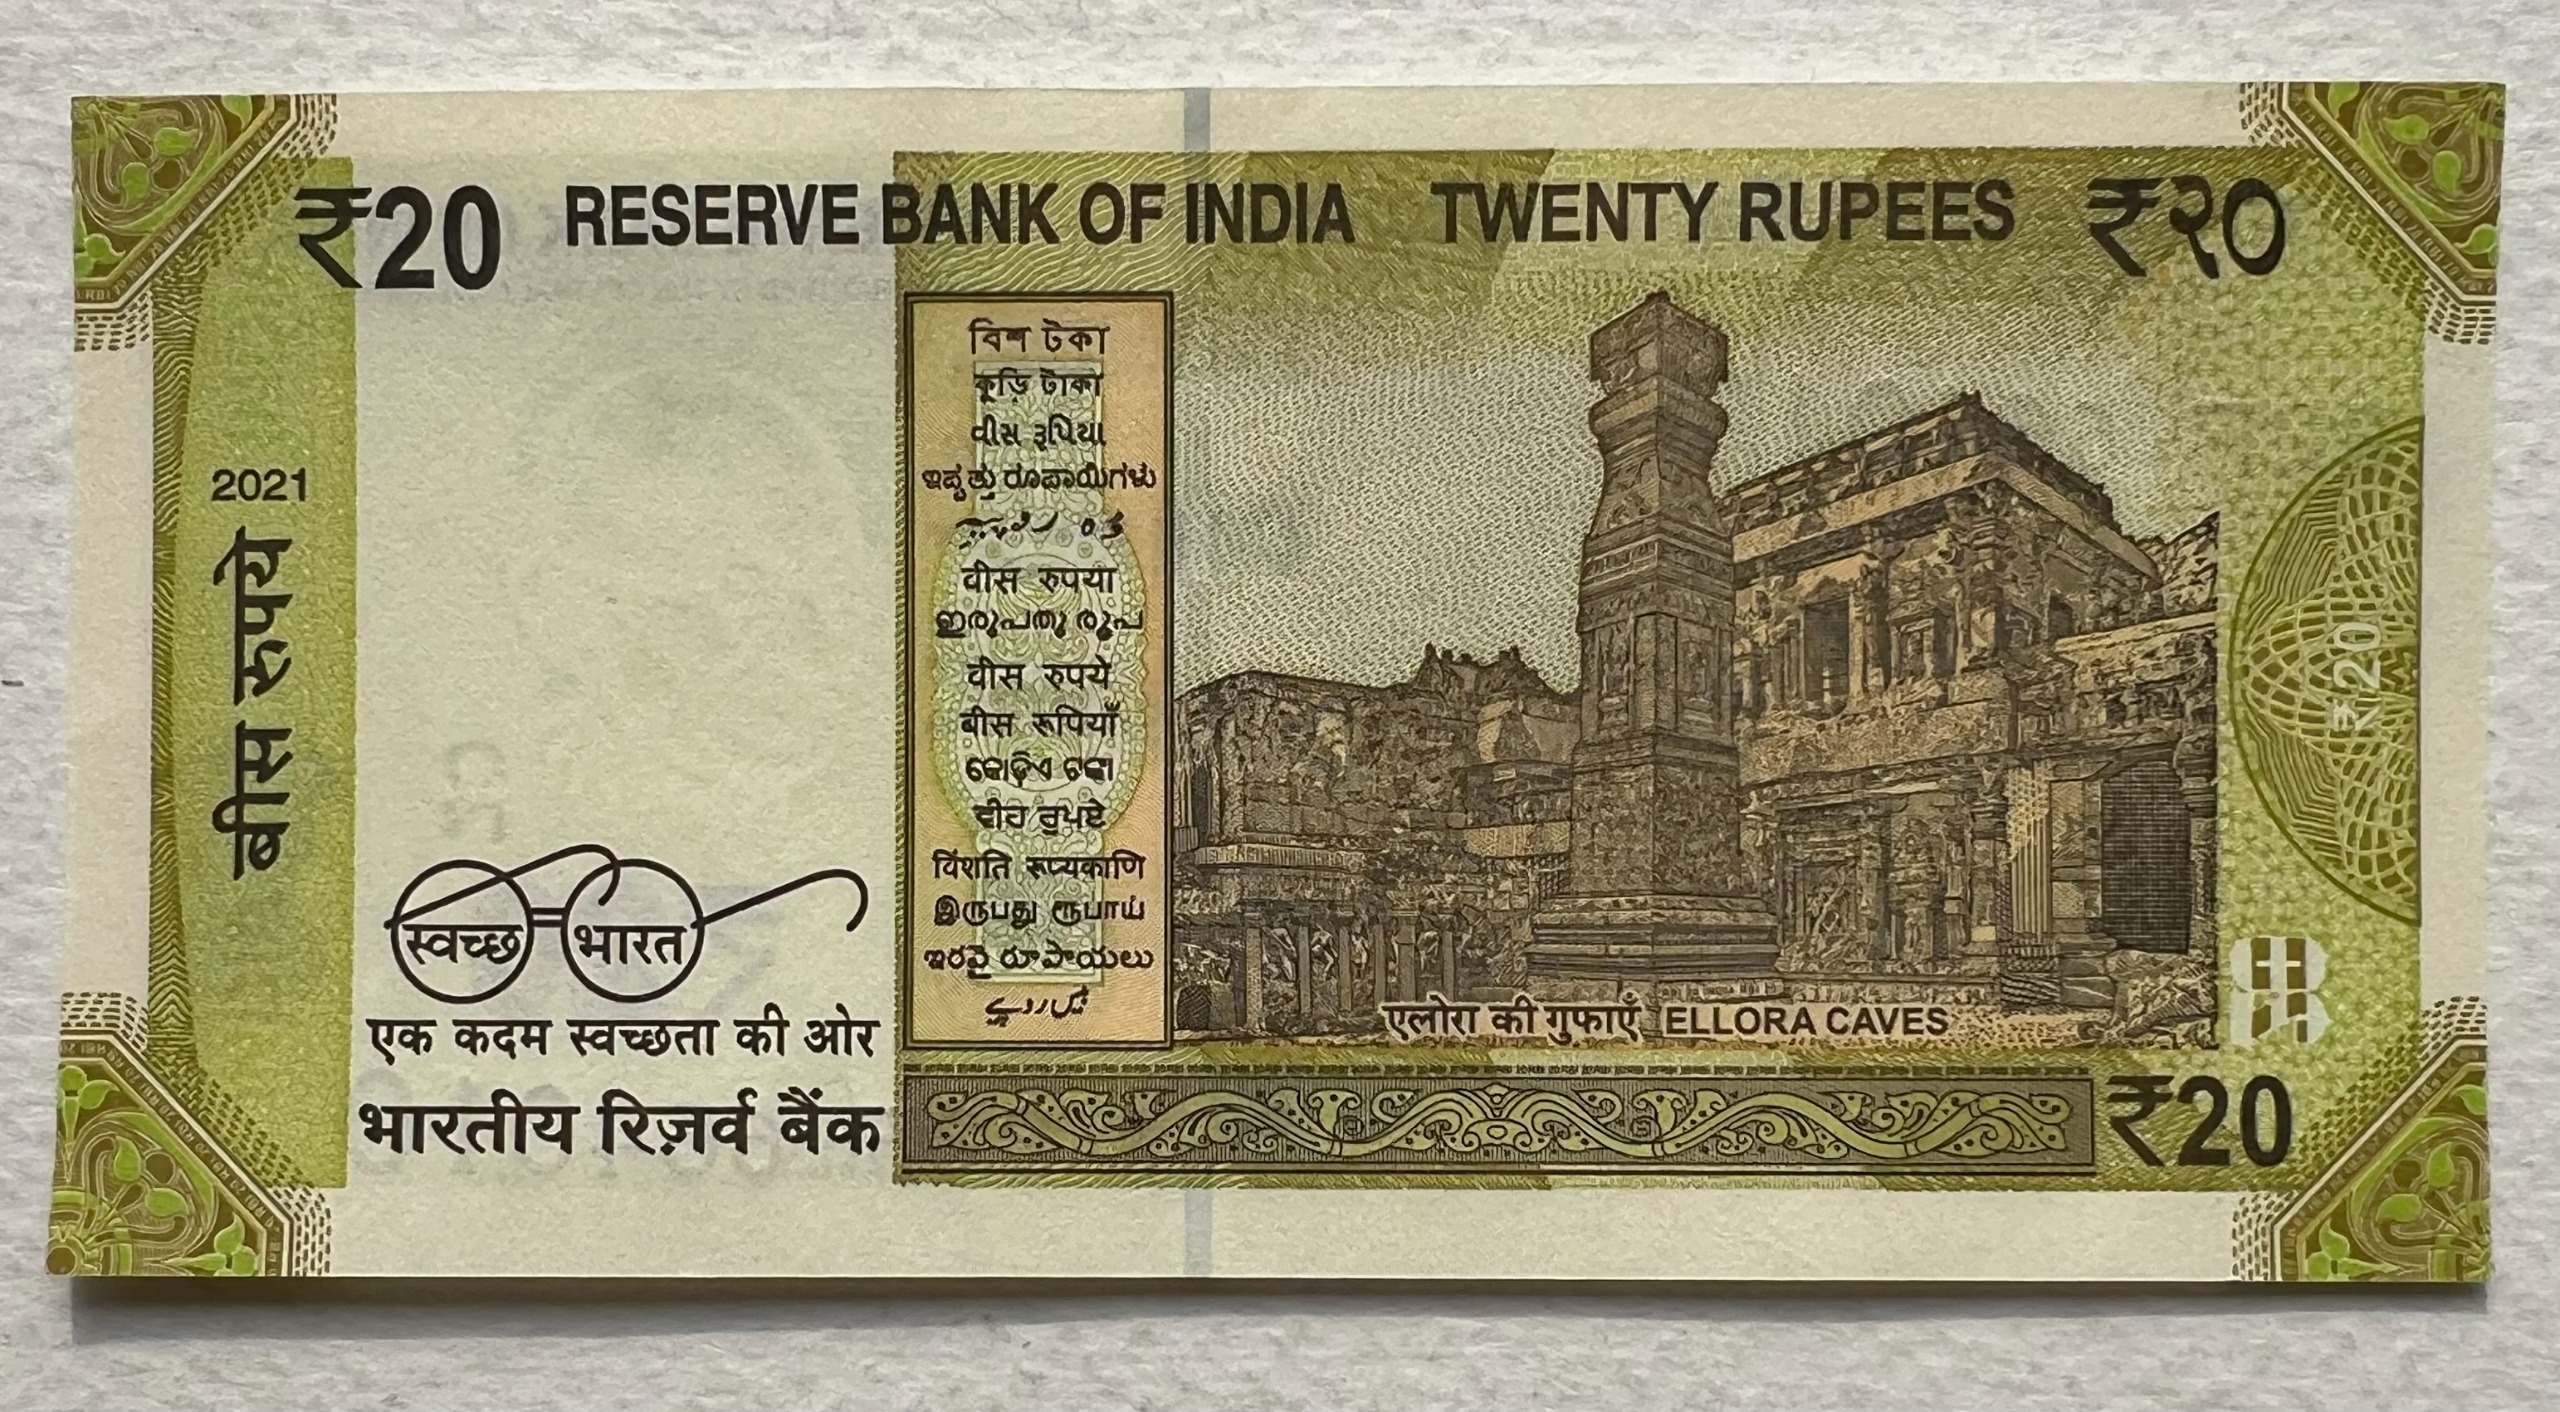 ₹20 RESERVE BANK OF INDIA TWENTY RUPEES ₹२०
2021
बीस रुपये
বিশ টকা
কুড়ি টাকা
વીસ રૂપિયા
ಇಪ್ಪತ್ತು ರೂಪಾಯಿಗಳು
वीस रुपया
ഇരുപതു രൂപ
वीस रुपये
बीस रूपियाँ
କୋଡ଼ିଏ ଟଙ୍କା
ਵੀਹ ਰੁਪਏ
विंशति रूप्यकाणि
இருபது ரூபாய்
ఇరవై రూపాయలు
بیس روپے
₹20
स्वच्छ भारत
एक कदम स्वच्छता की ओर
भारतीय रिज़र्व बैंक
एलोरा की गुफाएँ ELLORA CAVES
₹20